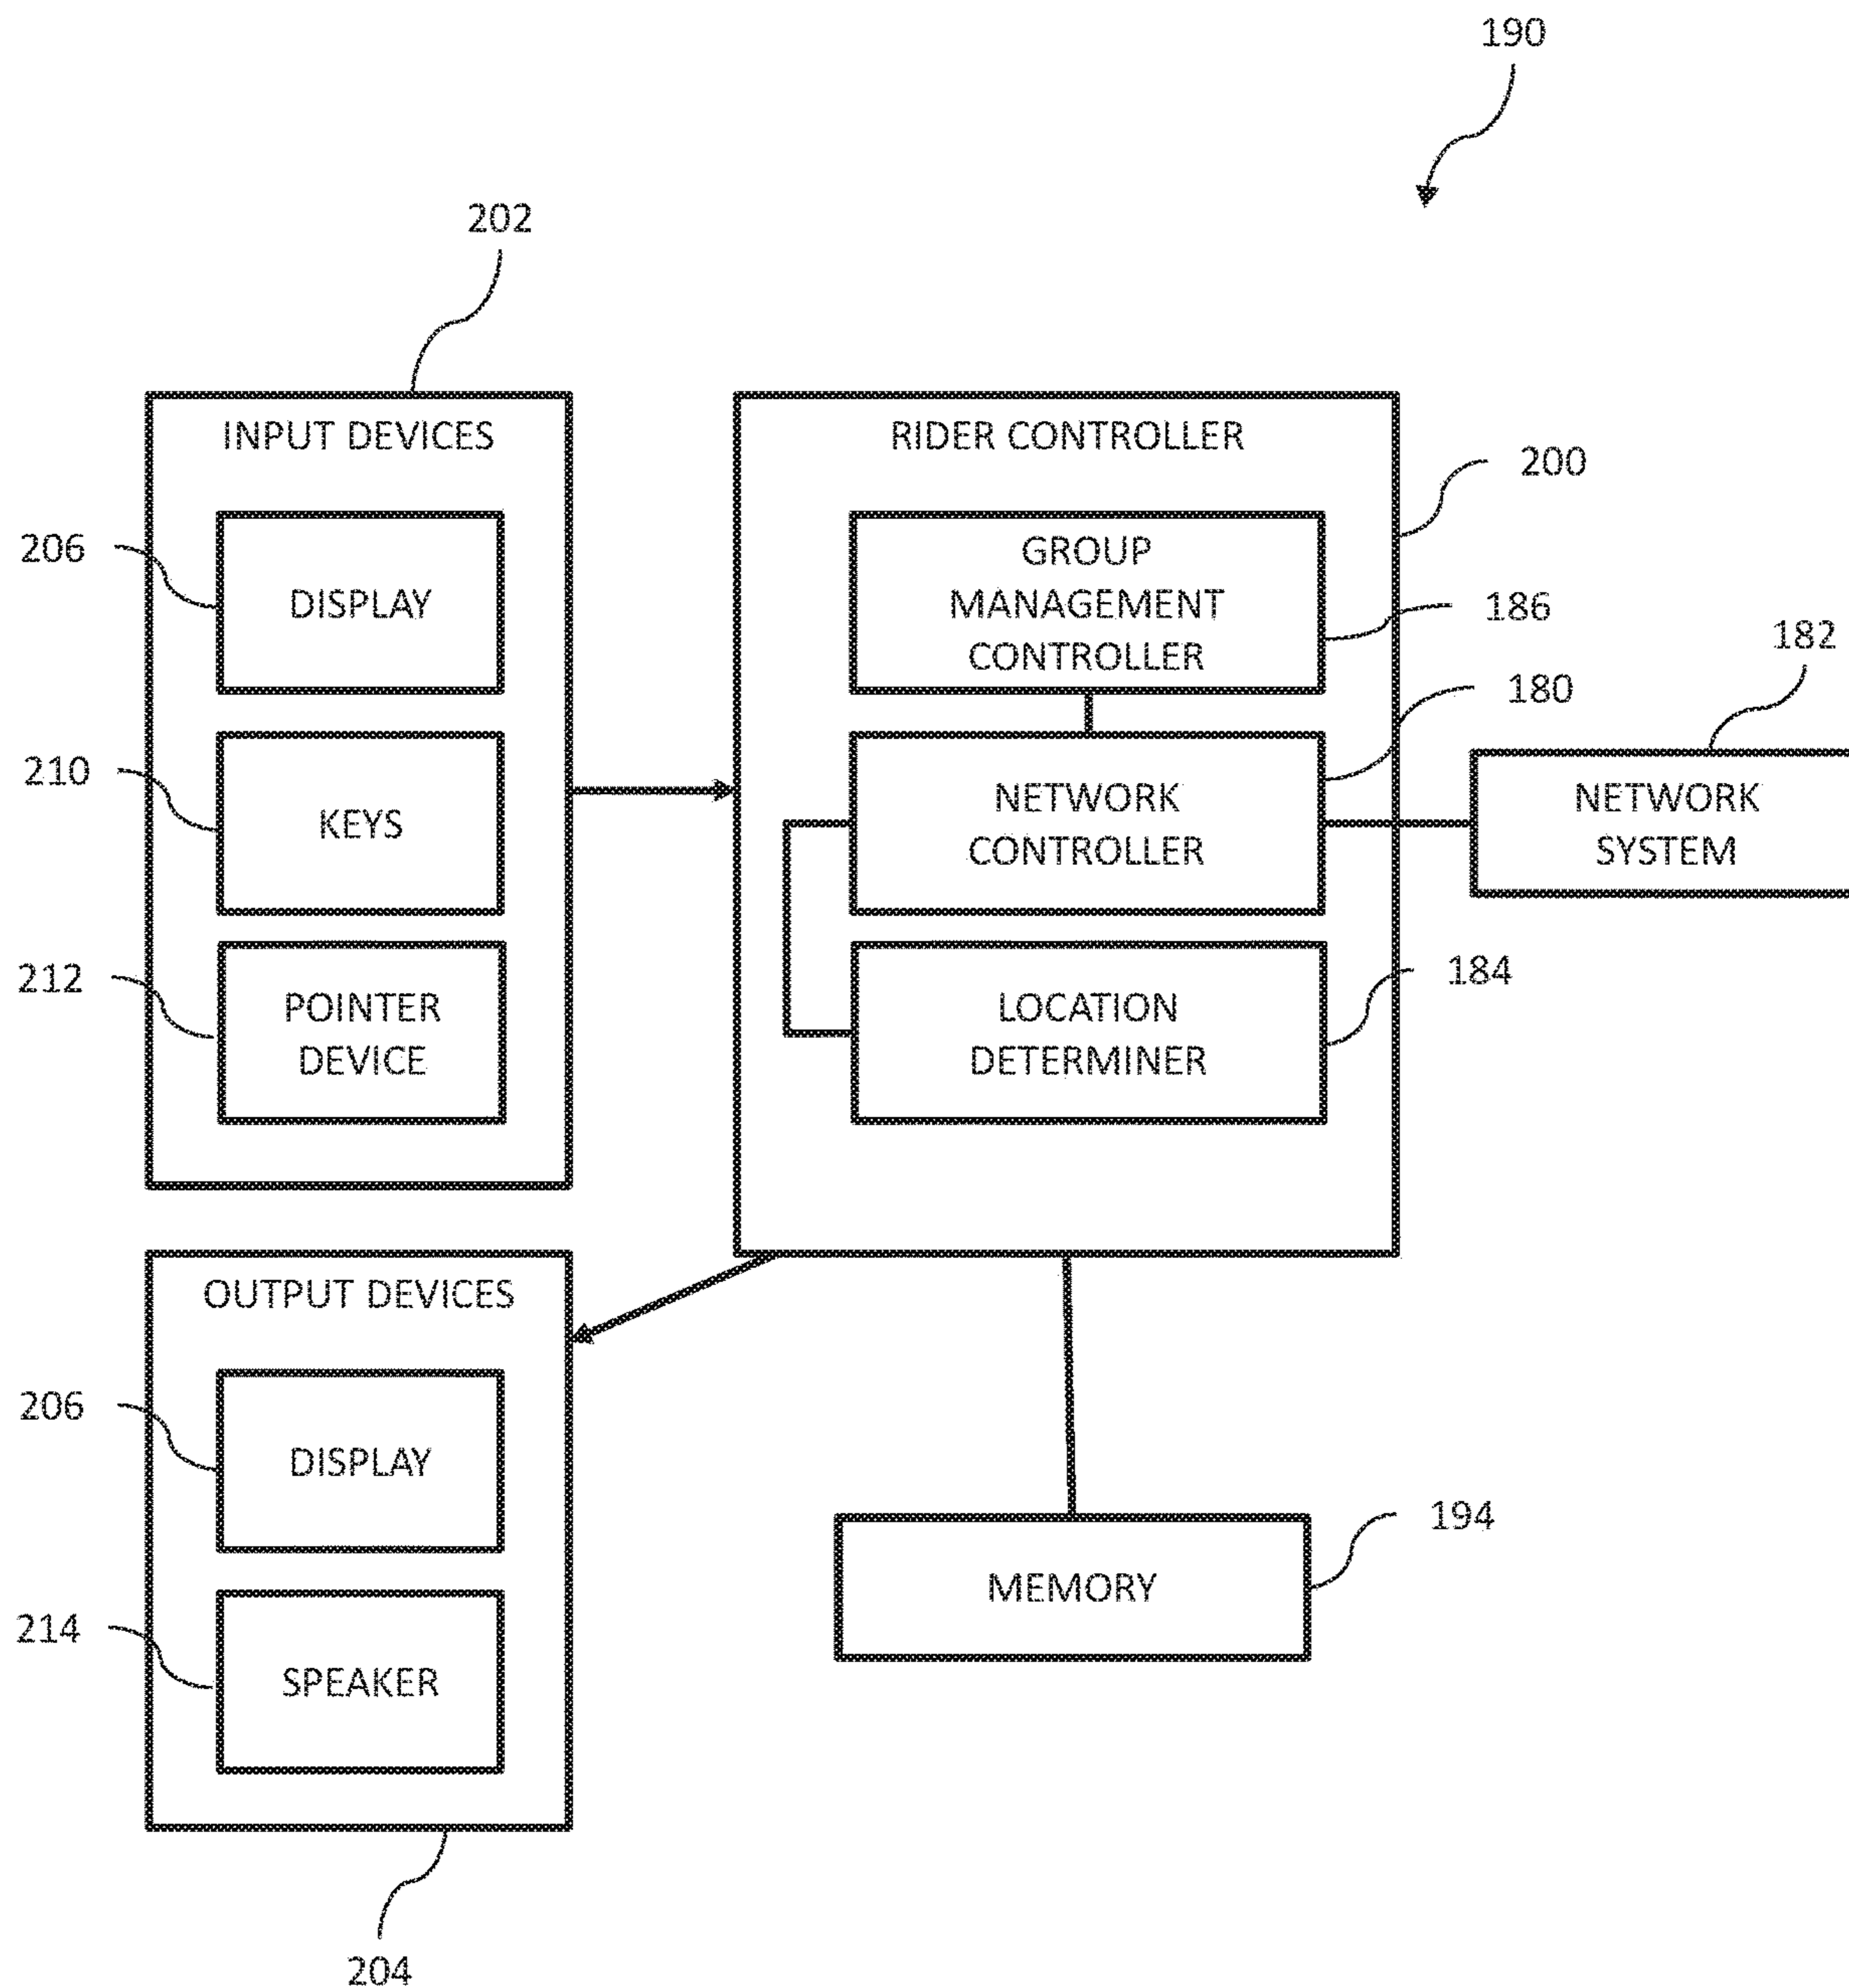 190
202
INPUT DEVICES
206
DISPLAY
210
KEYS
212
POINTER
DEVICE
RIDER CONTROLLER
200
GROUP
MANAGEMENT
CONTROLLER
186
180
NETWORK
CONTROLLER
182
NETWORK
SYSTEM
LOCATION
DETERMINER
184
OUTPUT DEVICES
206
DISPLAY
214
SPEAKER
204
MEMORY
194